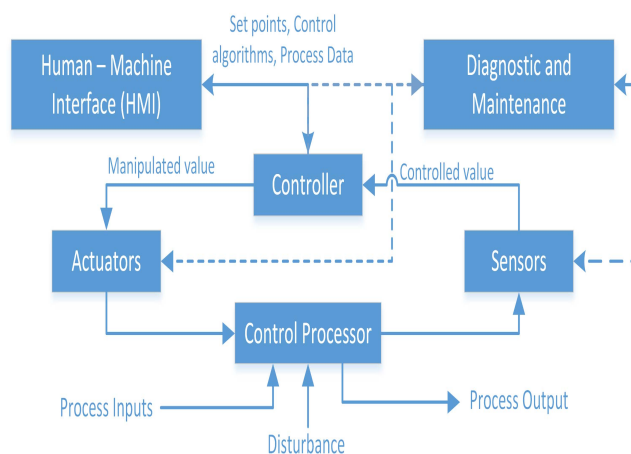 Set points, Control
algorithms, Process Data
Human – Machine
Interface (HMI)
Diagnostic and
Maintenance
Manipulated value
Controller
Controlled value
Actuators
Sensors
Control Processor
Process Inputs
Process Output
Disturbance